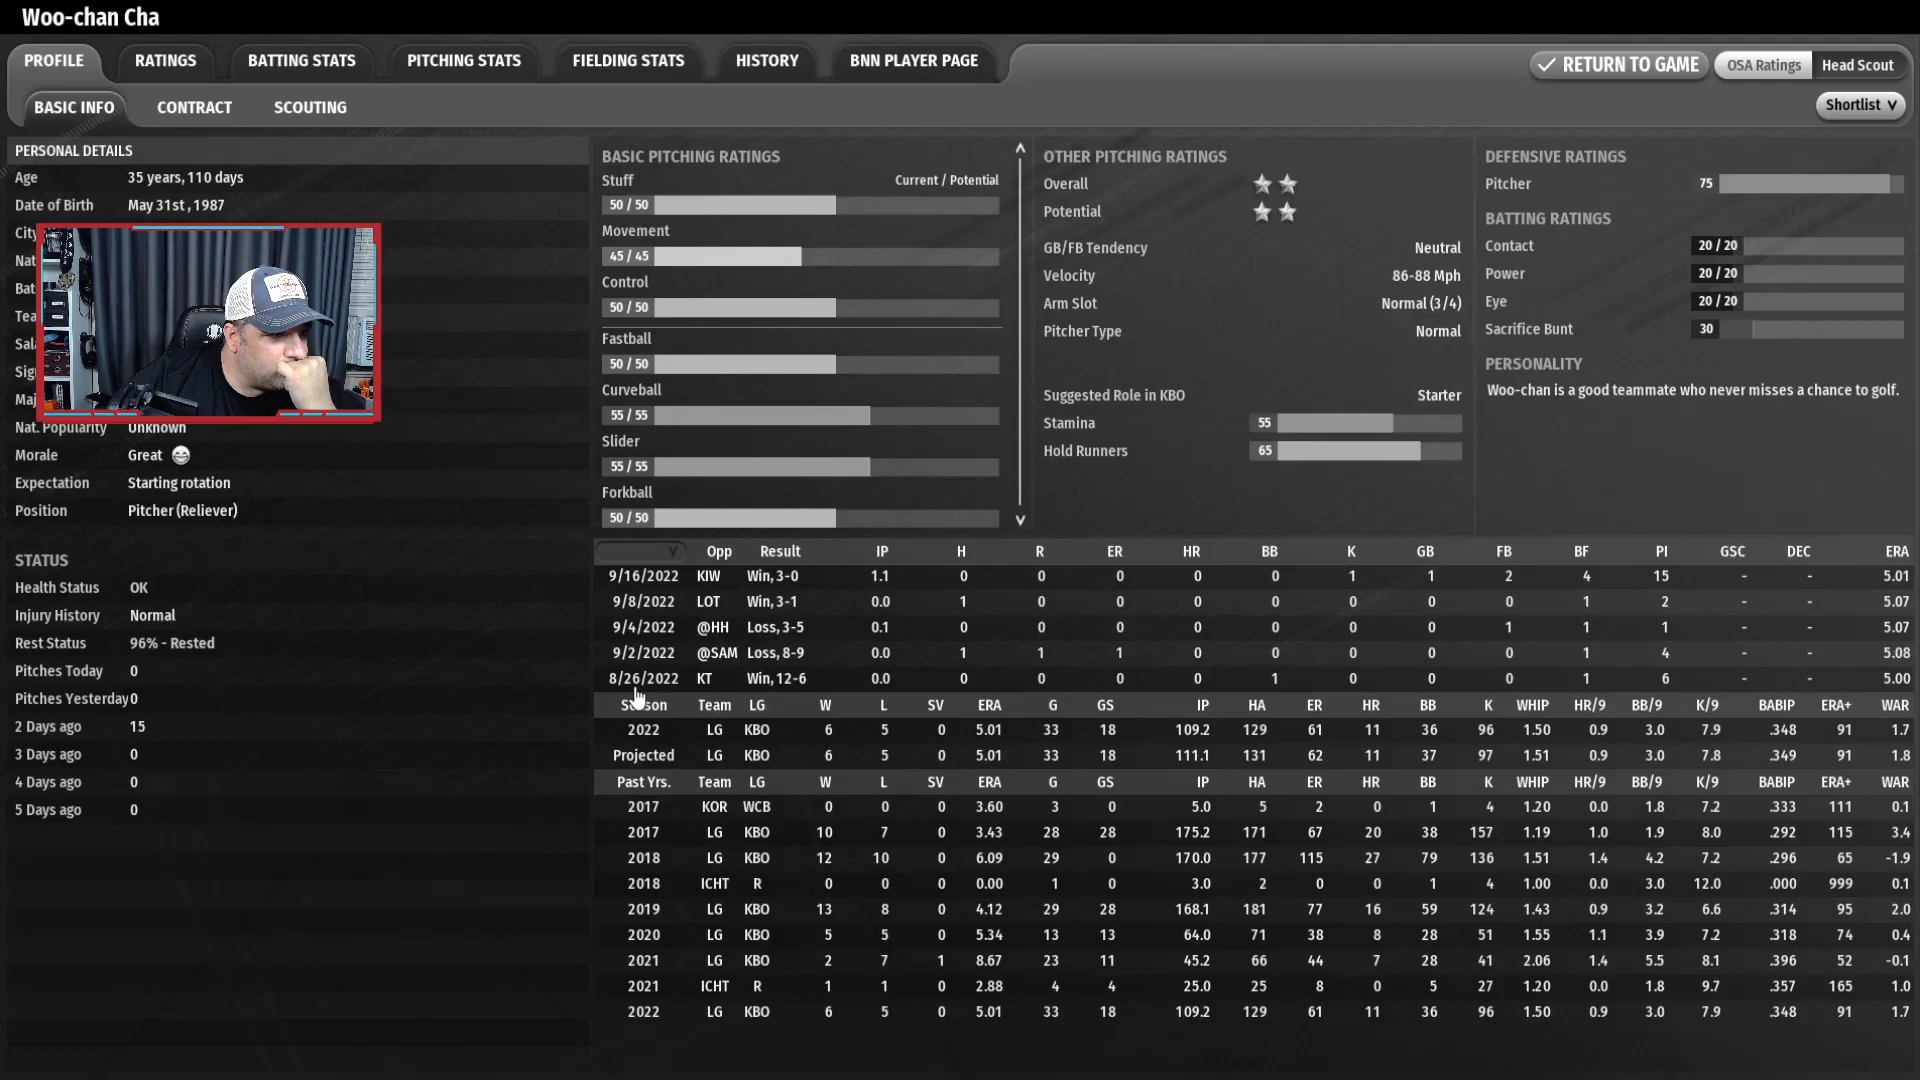 Woo-chan Cha
PROFILE RATINGS BATTING STATS PITCHING STATS FIELDING STATS HISTORY BNN PLAYER PAGE RETURN TO GAME OSA Ratings Head Scout
BASIC INFO CONTRACT SCOUTING Shortlist
PERSONAL DETAILS
Age 35 years, 110 days
Date of Birth May 31st , 1987
City
Nat
Bat
Tea
Sal
Sig
Maj
Nat. Popularity Unknown
Morale Great
Expectation Starting rotation
Position Pitcher (Reliever)
STATUS
Health Status OK
Injury History Normal
Rest Status 96% - Rested
Pitches Today 0
Pitches Yesterday 0
2 Days ago 15
3 Days ago 0
4 Days ago 0
5 Days ago 0
BASIC PITCHING RATINGS
Stuff Current / Potential
50 / 50
Movement
45 / 45
Control
50 / 50
Fastball
50 / 50
Curveball
55 / 55
Slider
55 / 55
Forkball
50 / 50
OTHER PITCHING RATINGS
Overall
Potential
GB/FB Tendency Neutral
Velocity 86-88 Mph
Arm Slot Normal (3/4)
Pitcher Type Normal
Suggested Role in KBO Starter
Stamina 55
Hold Runners 65
DEFENSIVE RATINGS
Pitcher 75
BATTING RATINGS
Contact 20 / 20
Power 20 / 20
Eye 20 / 20
Sacrifice Bunt 30
PERSONALITY
Woo-chan is a good teammate who never misses a chance to golf.
Opp Result IP H R ER HR BB K GB FB BF PI GSC DEC ERA
9/16/2022 KIW Win, 3-0 1.1 0 0 0 0 0 1 1 2 4 15 - - 5.01
9/8/2022 LOT Win, 3-1 0.0 1 0 0 0 0 0 0 0 1 2 - - 5.07
9/4/2022 @HH Loss, 3-5 0.1 0 0 0 0 0 0 0 1 1 1 - - 5.07
9/2/2022 @SAM Loss, 8-9 0.0 1 1 1 0 0 0 0 0 1 4 - - 5.08
8/26/2022 KT Win, 12-6 0.0 0 0 0 0 1 0 0 0 1 6 - - 5.00
Season Team LG W L SV ERA G GS IP HA ER HR BB K WHIP HR/9 BB/9 K/9 BABIP ERA+ WAR
2022 LG KBO 6 5 0 5.01 33 18 109.2 129 61 11 36 96 1.50 0.9 3.0 7.9 .348 91 1.7
Projected LG KBO 6 5 0 5.01 33 18 111.1 131 62 11 37 97 1.51 0.9 3.0 7.8 .349 91 1.8
Past Yrs. Team LG W L SV ERA G GS IP HA ER HR BB K WHIP HR/9 BB/9 K/9 BABIP ERA+ WAR
2017 KOR WCB 0 0 0 3.60 3 0 5.0 5 2 0 1 4 1.20 0.0 1.8 7.2 .333 111 0.1
2017 LG KBO 10 7 0 3.43 28 28 175.2 171 67 20 38 157 1.19 1.0 1.9 8.0 .292 115 3.4
2018 LG KBO 12 10 0 6.09 29 0 170.0 177 115 27 79 136 1.51 1.4 4.2 7.2 .296 65 -1.9
2018 ICHT R 0 0 0 0.00 1 0 3.0 2 0 0 1 4 1.00 0.0 3.0 12.0 .000 999 0.1
2019 LG KBO 13 8 0 4.12 29 28 168.1 181 77 16 59 124 1.43 0.9 3.2 6.6 .314 95 2.0
2020 LG KBO 5 5 0 5.34 13 13 64.0 71 38 8 28 51 1.55 1.1 3.9 7.2 .318 74 0.4
2021 LG KBO 2 7 1 8.67 23 11 45.2 66 44 7 28 41 2.06 1.4 5.5 8.1 .396 52 -0.1
2021 ICHT R 1 1 0 2.88 4 4 25.0 25 8 0 5 27 1.20 0.0 1.8 9.7 .357 165 1.0
2022 LG KBO 6 5 0 5.01 33 18 109.2 129 61 11 36 96 1.50 0.9 3.0 7.9 .348 91 1.7